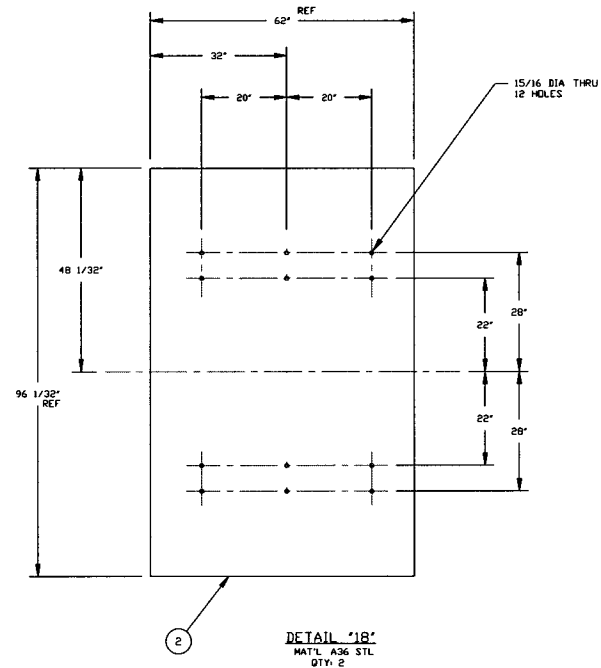 REF
62"
32"
20"
20"
15/16 DIA THRU
12 HOLES
48 1/32"
28"
22"
96 1/32"
REF
22"
28"
2
DETAIL "18"
MAT'L A36 STL
QTY: 2